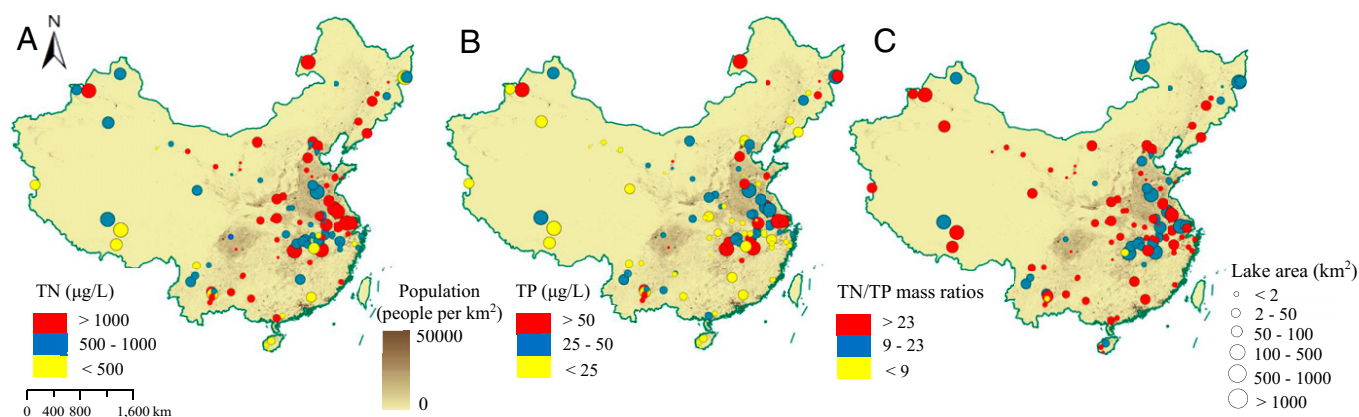 N
A
B
C
TN (µg/L)
> 1000
500 - 1000
< 500
0 400 800 1,600 km
Population
(people per km²)
50000
0
TP (µg/L)
> 50
25 - 50
< 25
TN/TP mass ratios
> 23
9 - 23
< 9
Lake area (km²)
< 2
2 - 50
50 - 100
100 - 500
500 - 1000
> 1000